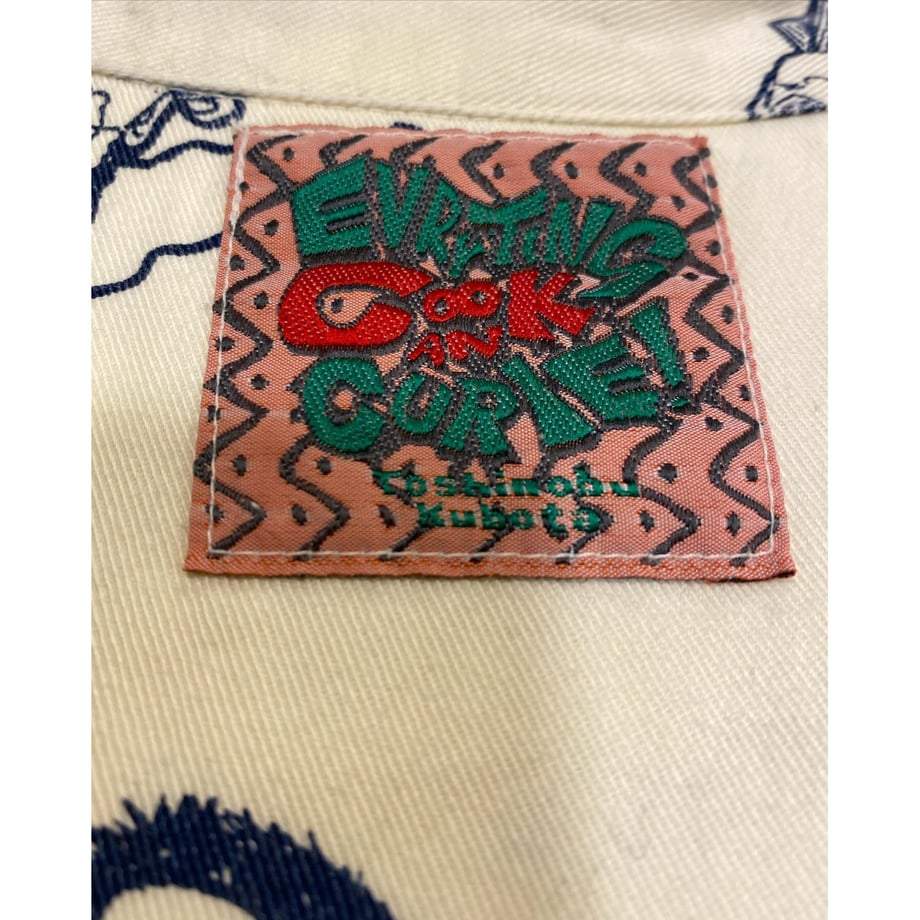 EVRyTiNG
COOK
AN
CURIE!
Toshinobu
Kubota